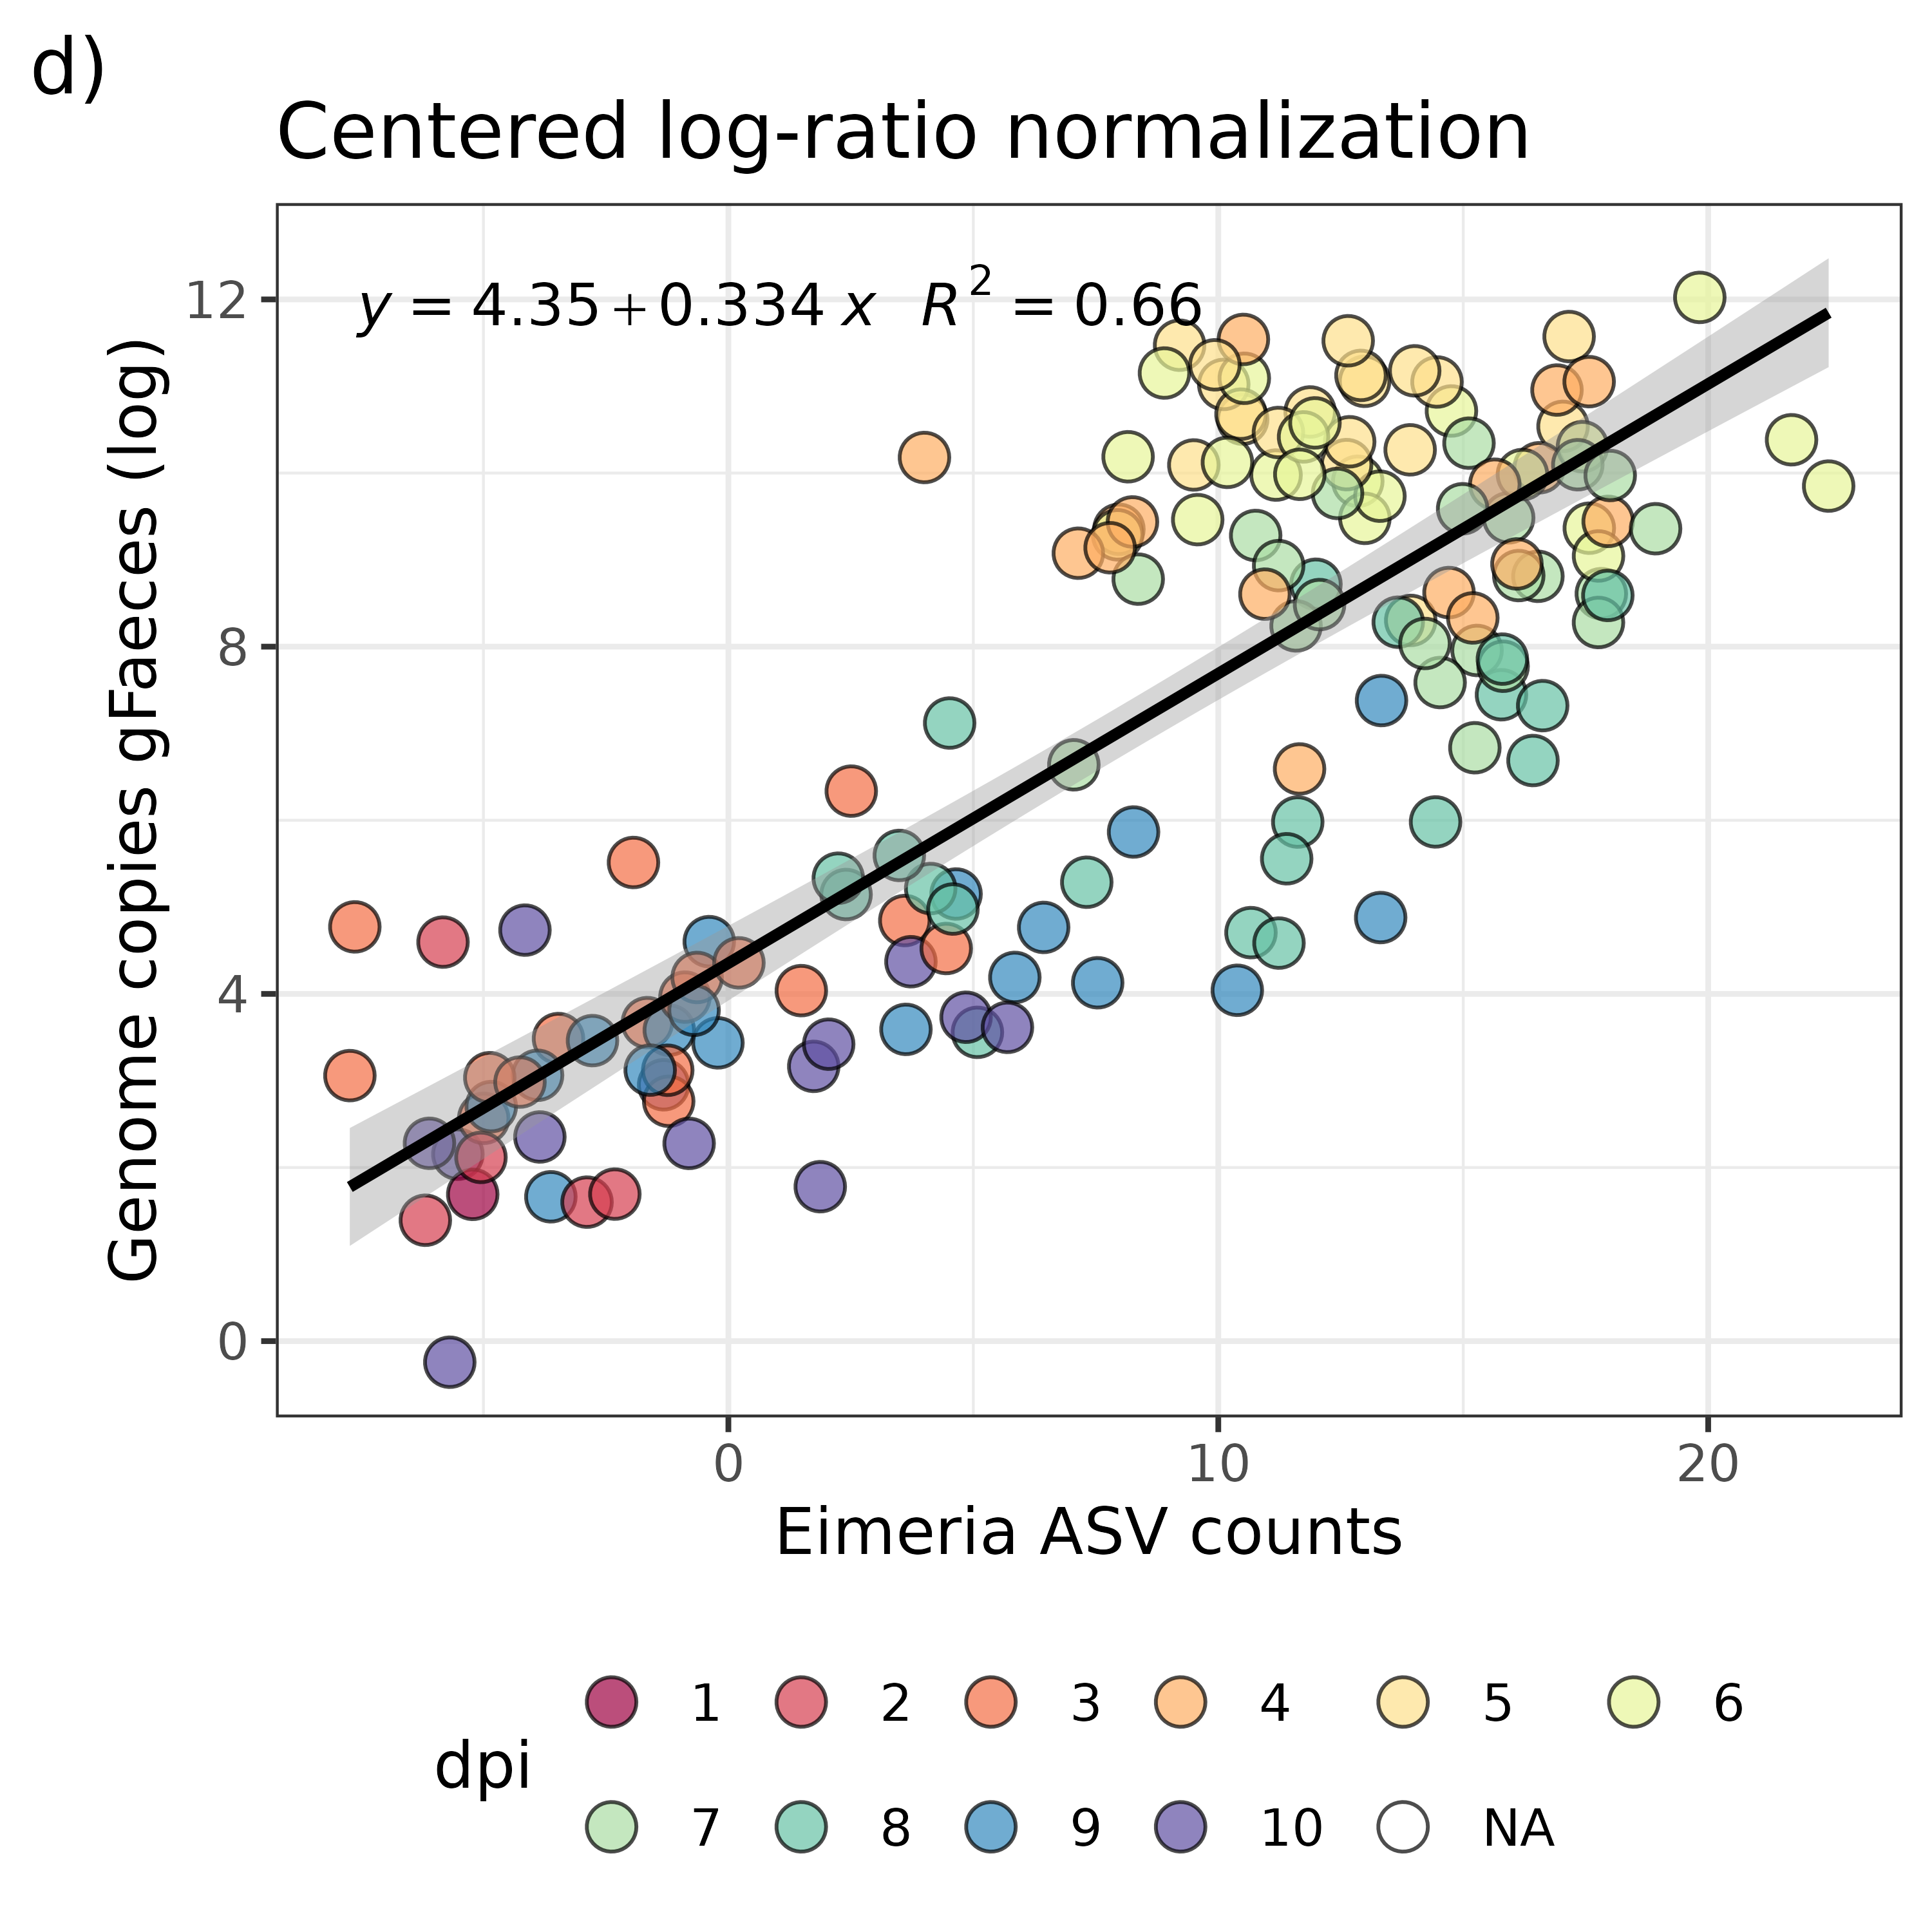 d)
Centered log-ratio normalization
y = 4.35 + 0.334 x R² = 0.66
Genome copies gFaeces (log)
12
8
4
0
0 10 20
Eimeria ASV counts
dpi
1 2 3 4 5 6
7 8 9 10 NA